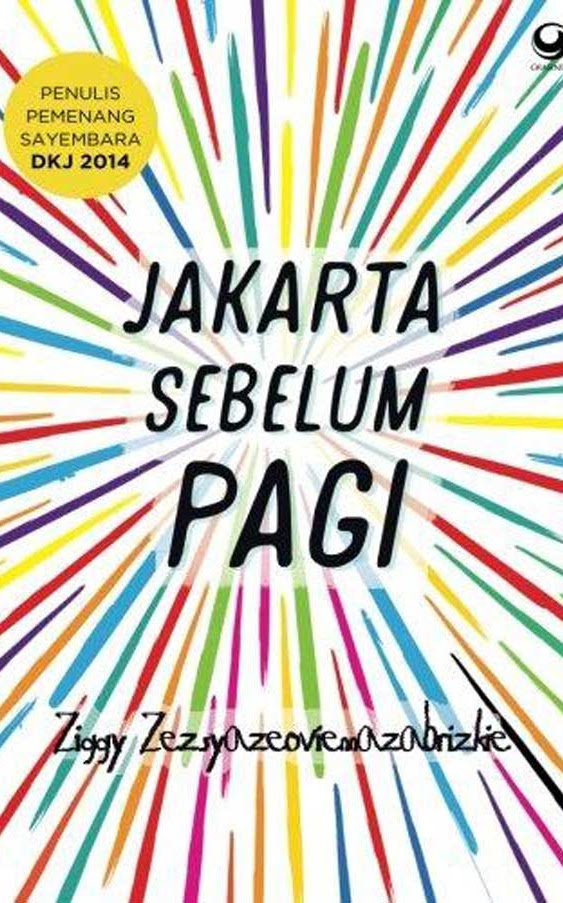 PENULIS
PEMENANG
SAYEMBARA
DKJ 2014
JAKARTA
SEBELUM
PAGI
Ziggy Zezsyazeoviennazabrizkie